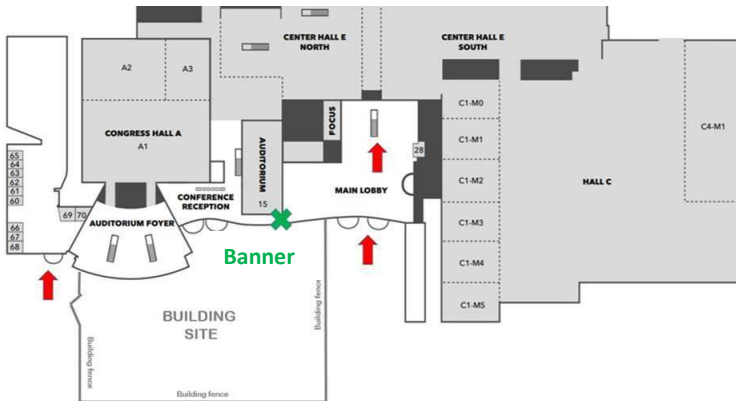 CENTER HALL E
NORTH
CENTER HALL E
SOUTH
A2
A3
CONGRESS HALL A
A1
AUDITORIUM
15
FOCUS
28
C1-M0
C1-M1
C1-M2
C1-M3
C1-M4
C1-M5
HALL C
C4-M1
MAIN LOBBY
CONFERENCE
RECEPTION
65
64
63
62
61
60
69 70
66
67
68
AUDITORIUM FOYER
Banner
BUILDING
SITE
Building fence
Building fence
Building fence